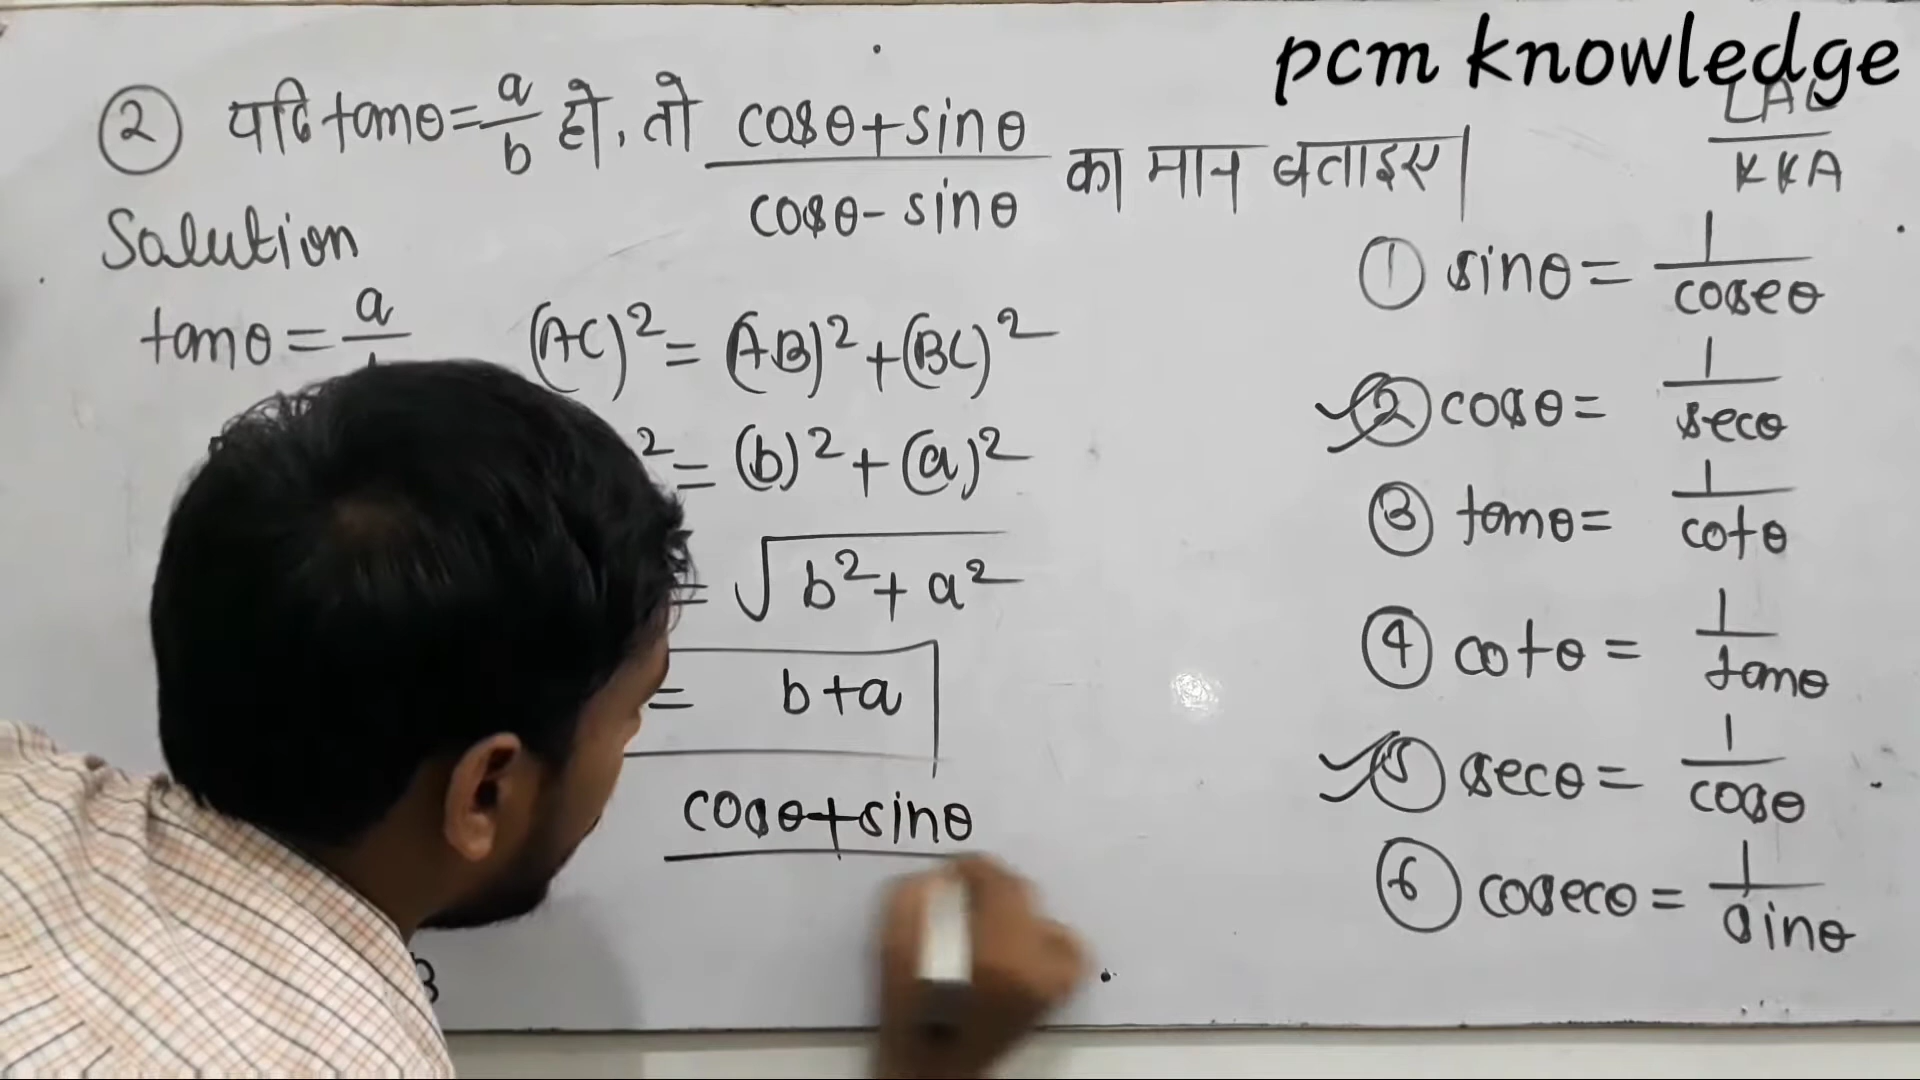 pcm knowledge
② यदि tanθ = a/b हो, तो (cosθ + sinθ)/(cosθ - sinθ) का मान बताइए।
LAL/KKA
Solution
tanθ = a/
(AC)² = (AB)² + (BC)²
² = (b)² + (a)²
= √b² + a²
= b+a
cosθ + sinθ
B
① sinθ = 1/cosecθ
② cosθ = 1/secθ
③ tanθ = 1/cotθ
④ cotθ = 1/tanθ
⑤ secθ = 1/cosθ
⑥ cosecθ = 1/sinθ